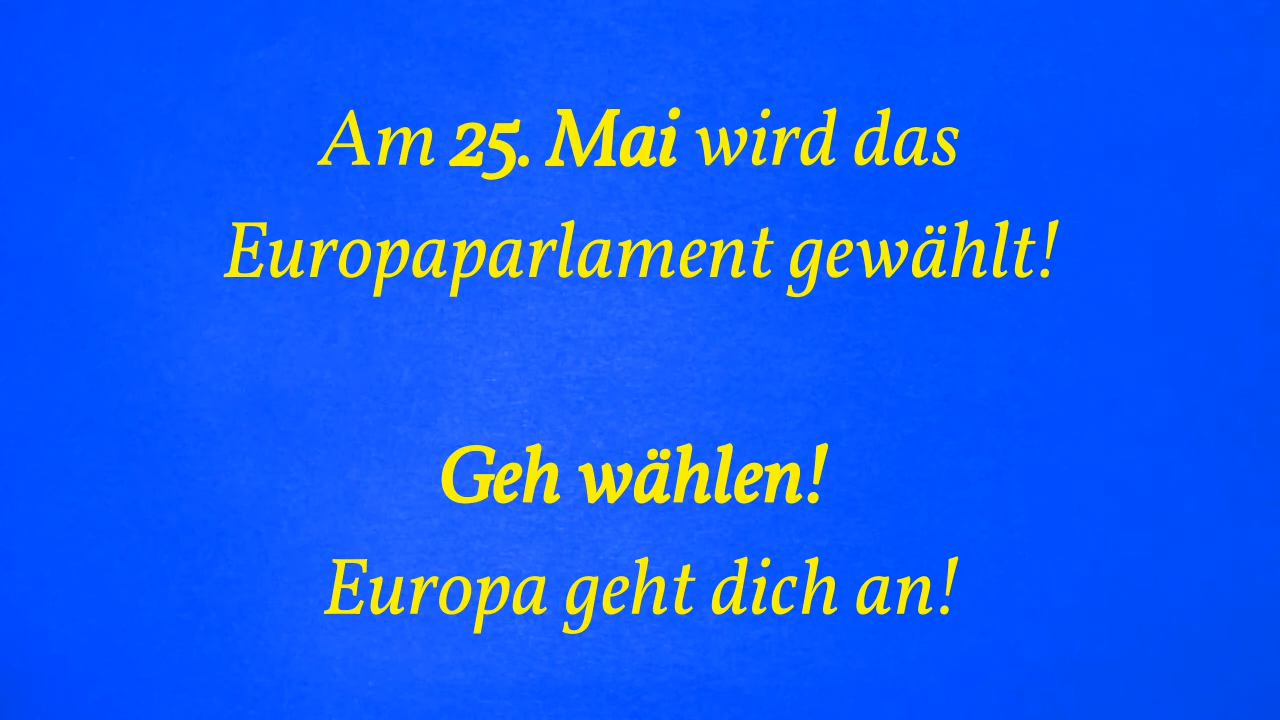 Am 25. Mai wird das
Europaparlament gewählt!
Geh wählen!
Europa geht dich an!